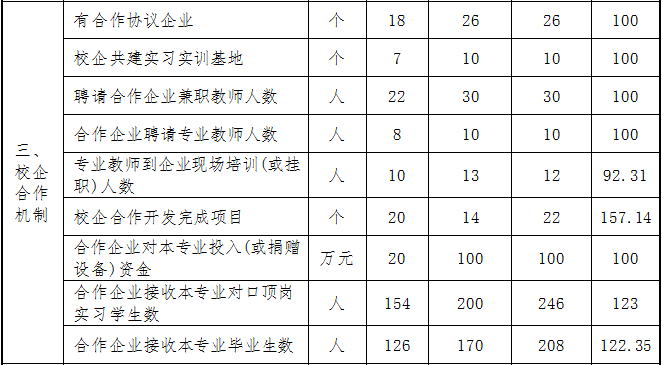 三、
校企
合作
机制
有合作协议企业 个 18 26 26 100
校企共建实习实训基地 个 7 10 10 100
聘请合作企业兼职教师人数 人 22 30 30 100
合作企业聘请专业教师人数 人 8 10 10 100
专业教师到企业现场培训(或挂
职)人数 人 10 13 12 92.31
校企合作开发完成项目 个 20 14 22 157.14
合作企业对本专业投入(或捐赠
设备)资金 万元 20 100 100 100
合作企业接收本专业对口顶岗
实习学生数 人 154 200 246 123
合作企业接收本专业毕业生数 人 126 170 208 122.35